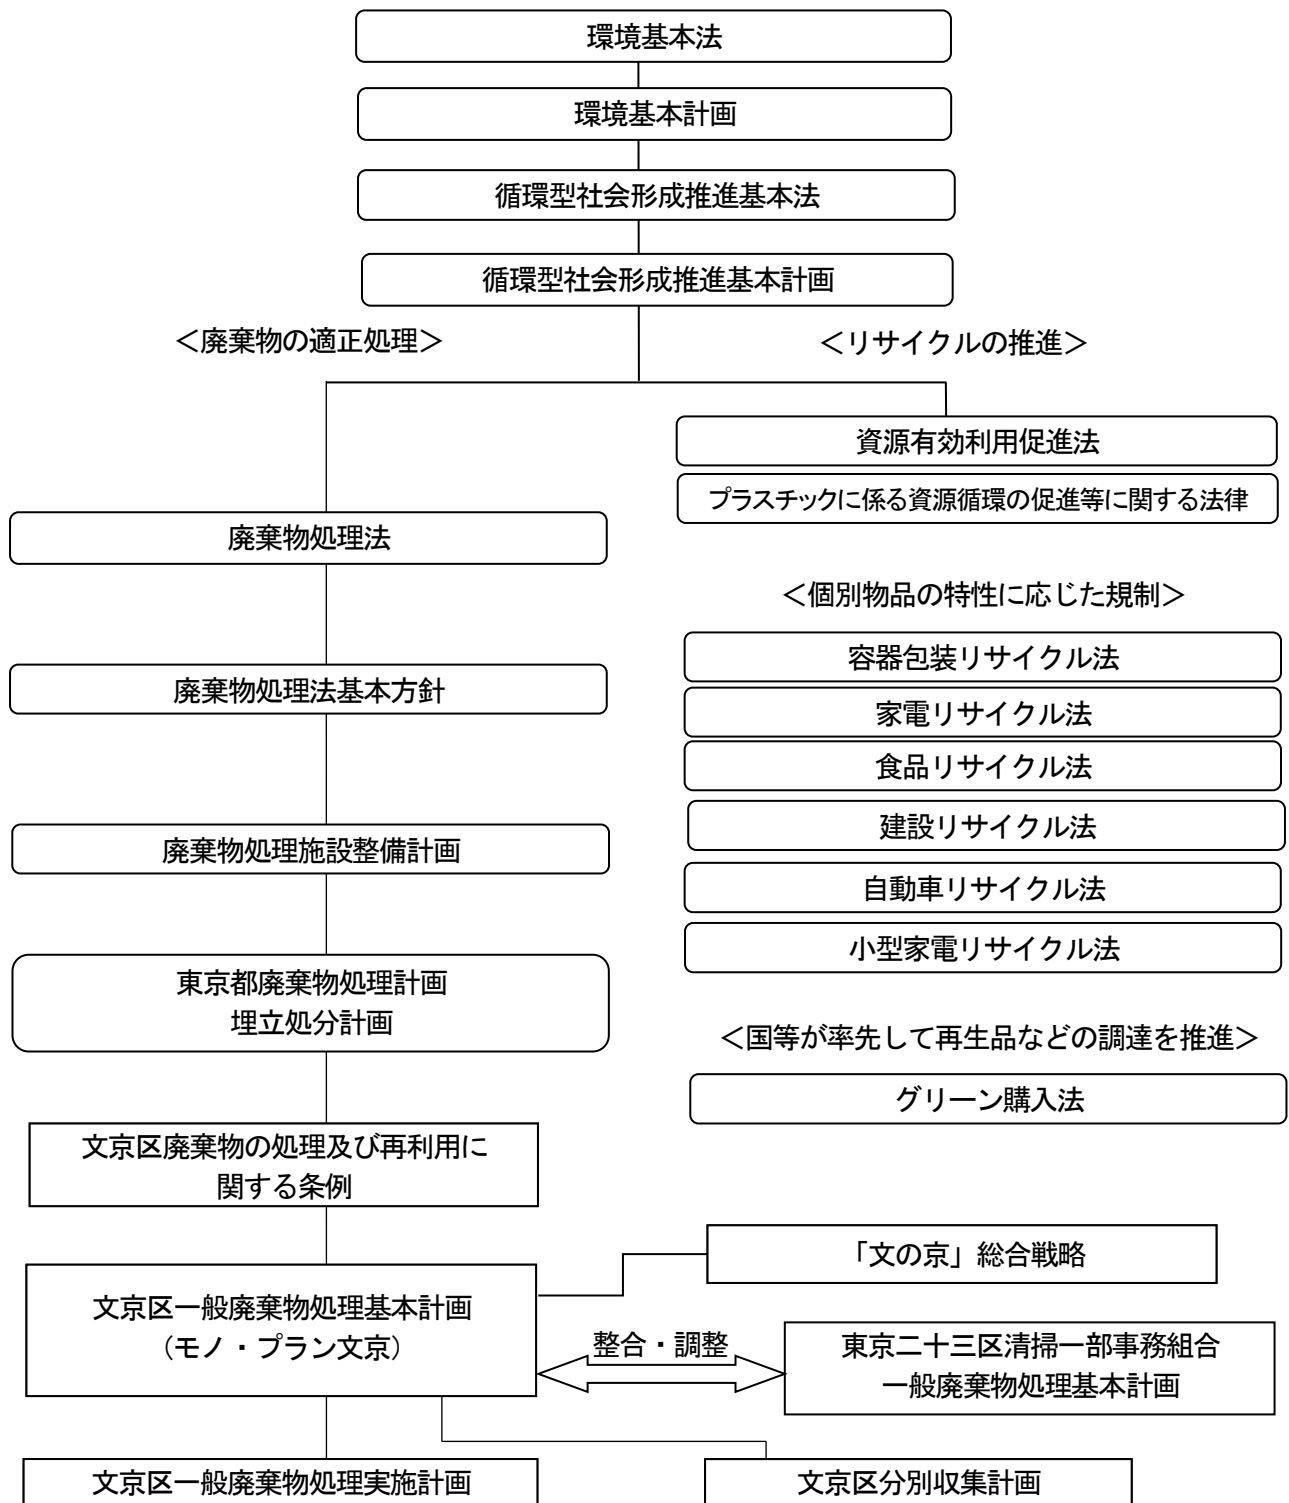 環境基本法
環境基本計画
循環型社会形成推進基本法
循環型社会形成推進基本計画
＜廃棄物の適正処理＞
＜リサイクルの推進＞
資源有効利用促進法
プラスチックに係る資源循環の促進等に関する法律
廃棄物処理法
＜個別物品の特性に応じた規制＞
容器包装リサイクル法
廃棄物処理法基本方針
家電リサイクル法
食品リサイクル法
建設リサイクル法
廃棄物処理施設整備計画
自動車リサイクル法
小型家電リサイクル法
東京都廃棄物処理計画
埋立処分計画
＜国等が率先して再生品などの調達を推進＞
グリーン購入法
文京区廃棄物の処理及び再利用に
関する条例
「文の京」総合戦略
文京区一般廃棄物処理基本計画
（モノ・プラン文京）
整合・調整
東京二十三区清掃一部事務組合
一般廃棄物処理基本計画
文京区一般廃棄物処理実施計画
文京区分別収集計画